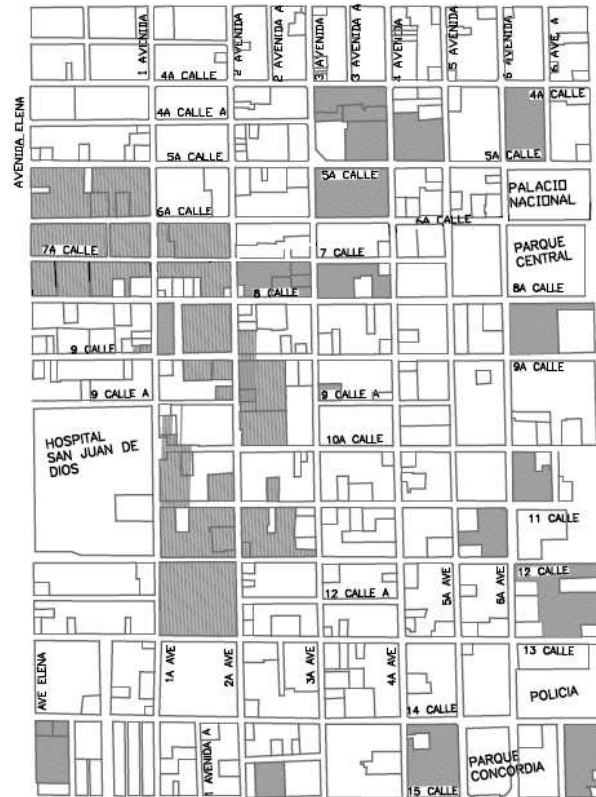 1 AVENIDA
2 AVENIDA
2 AVENIDA A
3 AVENIDA
3 AVENIDA A
4 AVENIDA
5 AVENIDA
6 AVENIDA
6 AVE. A
4A CALLE
AVENIDA ELENA
4A CALLE
4A CALLE A
5A CALLE
5A CALLE
5A CALLE
PALACIO
NACIONAL
6A CALLE
6A CALLE
7A CALLE
7 CALLE
PARQUE
CENTRAL
8 CALLE
8A CALLE
9 CALLE
9A CALLE
9 CALLE A
9 CALLE A
HOSPITAL
SAN JUAN DE
DIOS
10A CALLE
11 CALLE
12 CALLE
12 CALLE A
5A AVE
6A AVE
AVE ELENA
1A AVE
2A AVE
3A AVE
4A AVE
13 CALLE
POLICIA
14 CALLE
1 AVENIDA A
PARQUE
CONCORDIA
15 CALLE